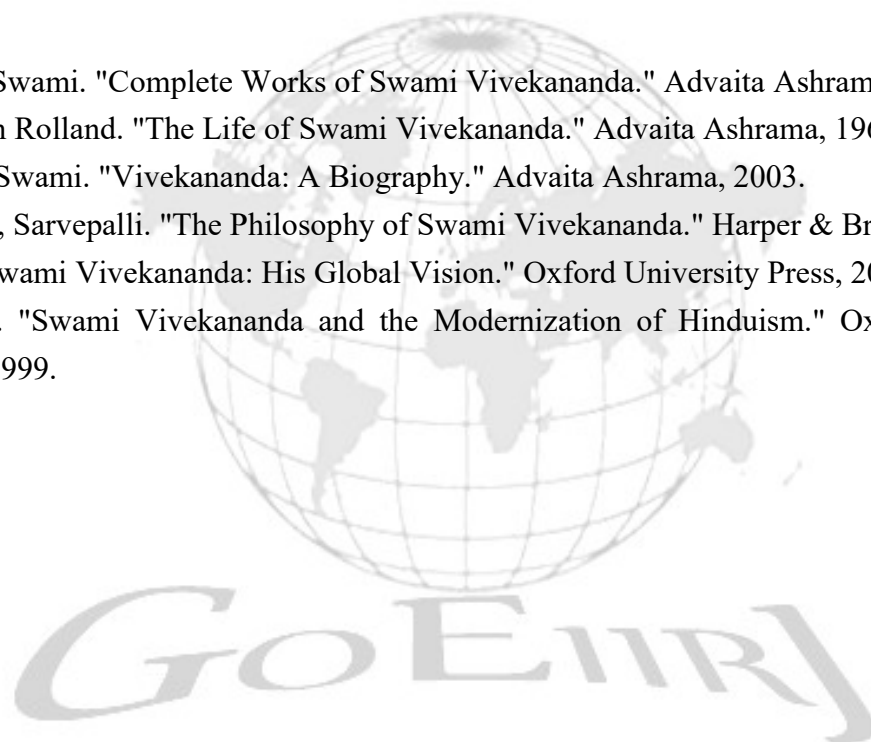 Swami. "Complete Works of Swami Vivekananda." Advaita Ashram
n Rolland. "The Life of Swami Vivekananda." Advaita Ashrama, 196
Swami. "Vivekananda: A Biography." Advaita Ashrama, 2003.
, Sarvepalli. "The Philosophy of Swami Vivekananda." Harper & Br
Swami Vivekananda: His Global Vision." Oxford University Press, 20
. "Swami Vivekananda and the Modernization of Hinduism." Ox
999.
GOEIIRJ